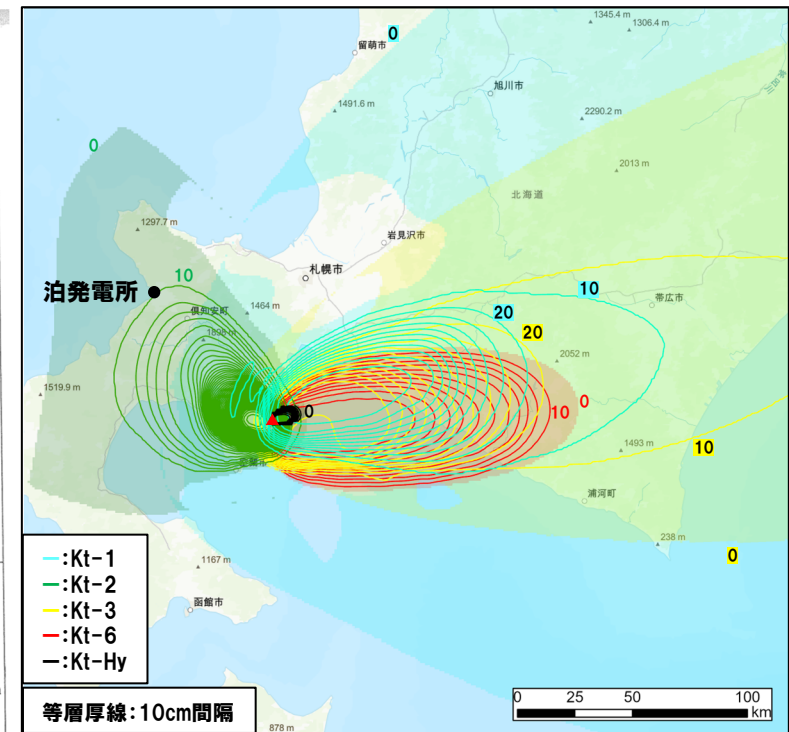 0
1345.4 m
1306.4 m
留萌市
旭川市
1491.6 m
2290.2 m
0
2013 m
北海道
1297.7 m
岩見沢市
札幌市
10
泊発電所
10
帯広市
倶知安町
1464 m
20
20
1898 m
2052 m
1519.9 m
0
10
0
1493 m
10
浦河町
238 m
0
1167 m
函館市
:Kt-1
:Kt-2
:Kt-3
:Kt-6
:Kt-Hy
等層厚線:10cm間隔
878 m
0 25 50 100
km